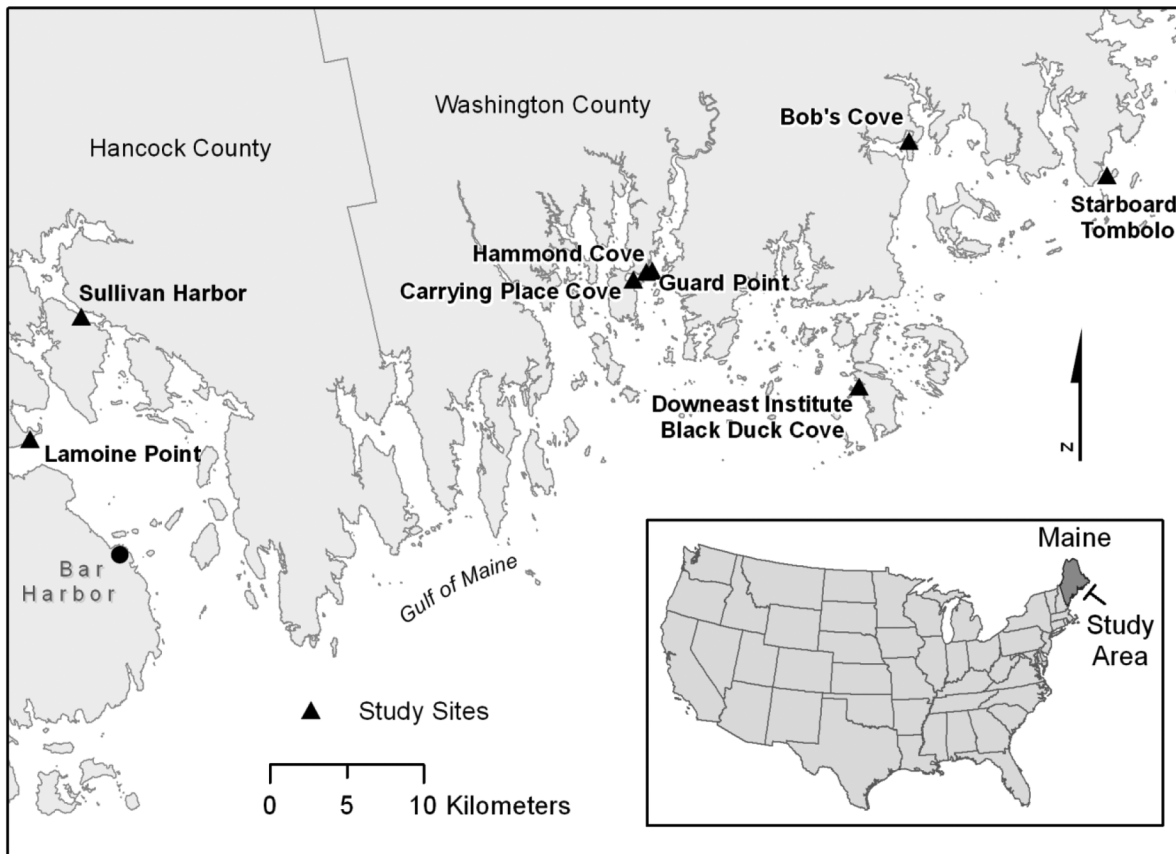 Washington County
Hancock County
Bob's Cove
Starboard
Tombolo
Hammond Cove
Carrying Place Cove
Guard Point
Sullivan Harbor
Downeast Institute
Black Duck Cove
Lamoine Point
N
Bar
Harbor
Gulf of Maine
Maine
Study
Area
Study Sites
0 5 10 Kilometers